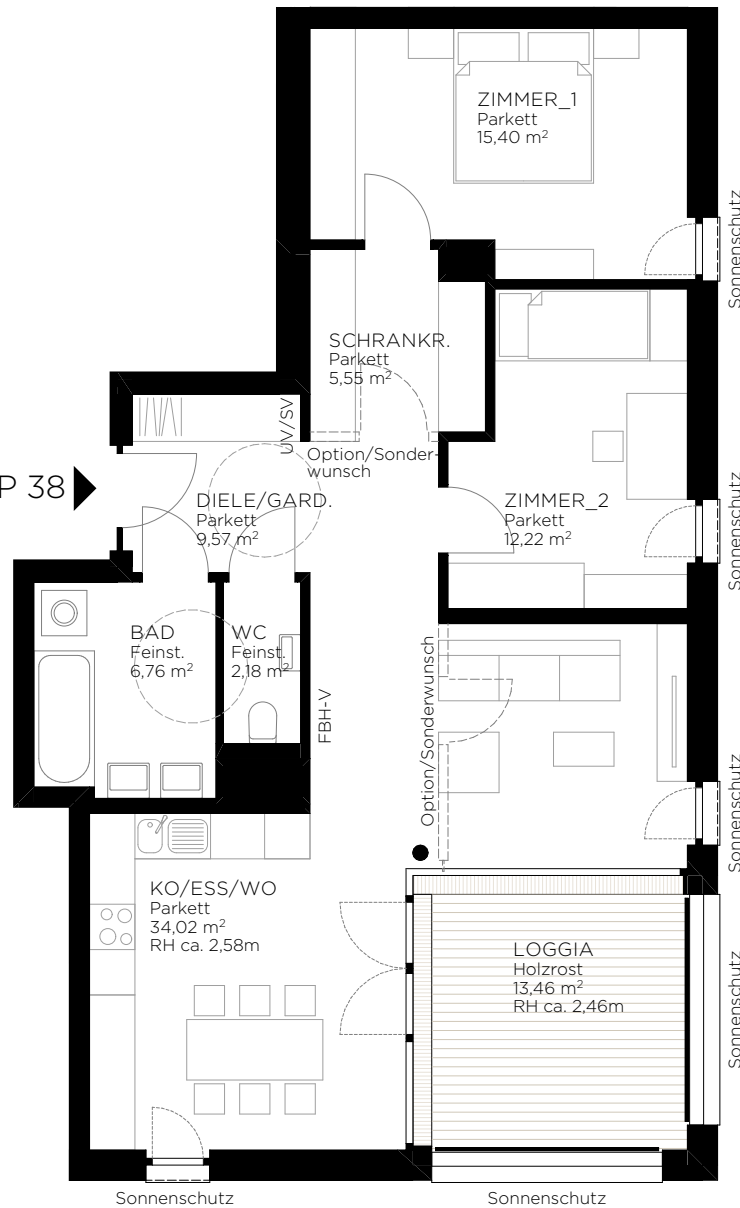 ZIMMER_1
Parkett
15,40 m²
Sonnenschutz
SCHRANKR.
Parkett
5,55 m²
UV/SV
Option/Sonder-
wunsch
P 38
DIELE/GARD.
Parkett
9,57 m²
ZIMMER_2
Parkett
12,22 m²
Sonnenschutz
BAD
Feinst.
6,76 m²
WC
Feinst.
2,18 m²
FBH-V
Option/Sonderwunsch
Sonnenschutz
KO/ESS/WO
Parkett
34,02 m²
RH ca. 2,58m
LOGGIA
Holzrost
13,46 m²
RH ca. 2,46m
Sonnenschutz
Sonnenschutz
Sonnenschutz